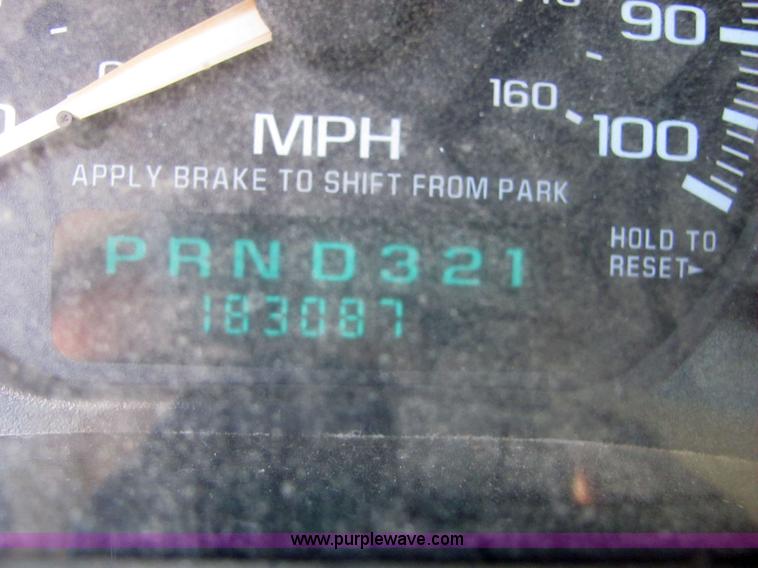 90
160
100
MPH
APPLY BRAKE TO SHIFT FROM PARK
HOLD TO
RESET
PRND321
183087
www.purplewave.com